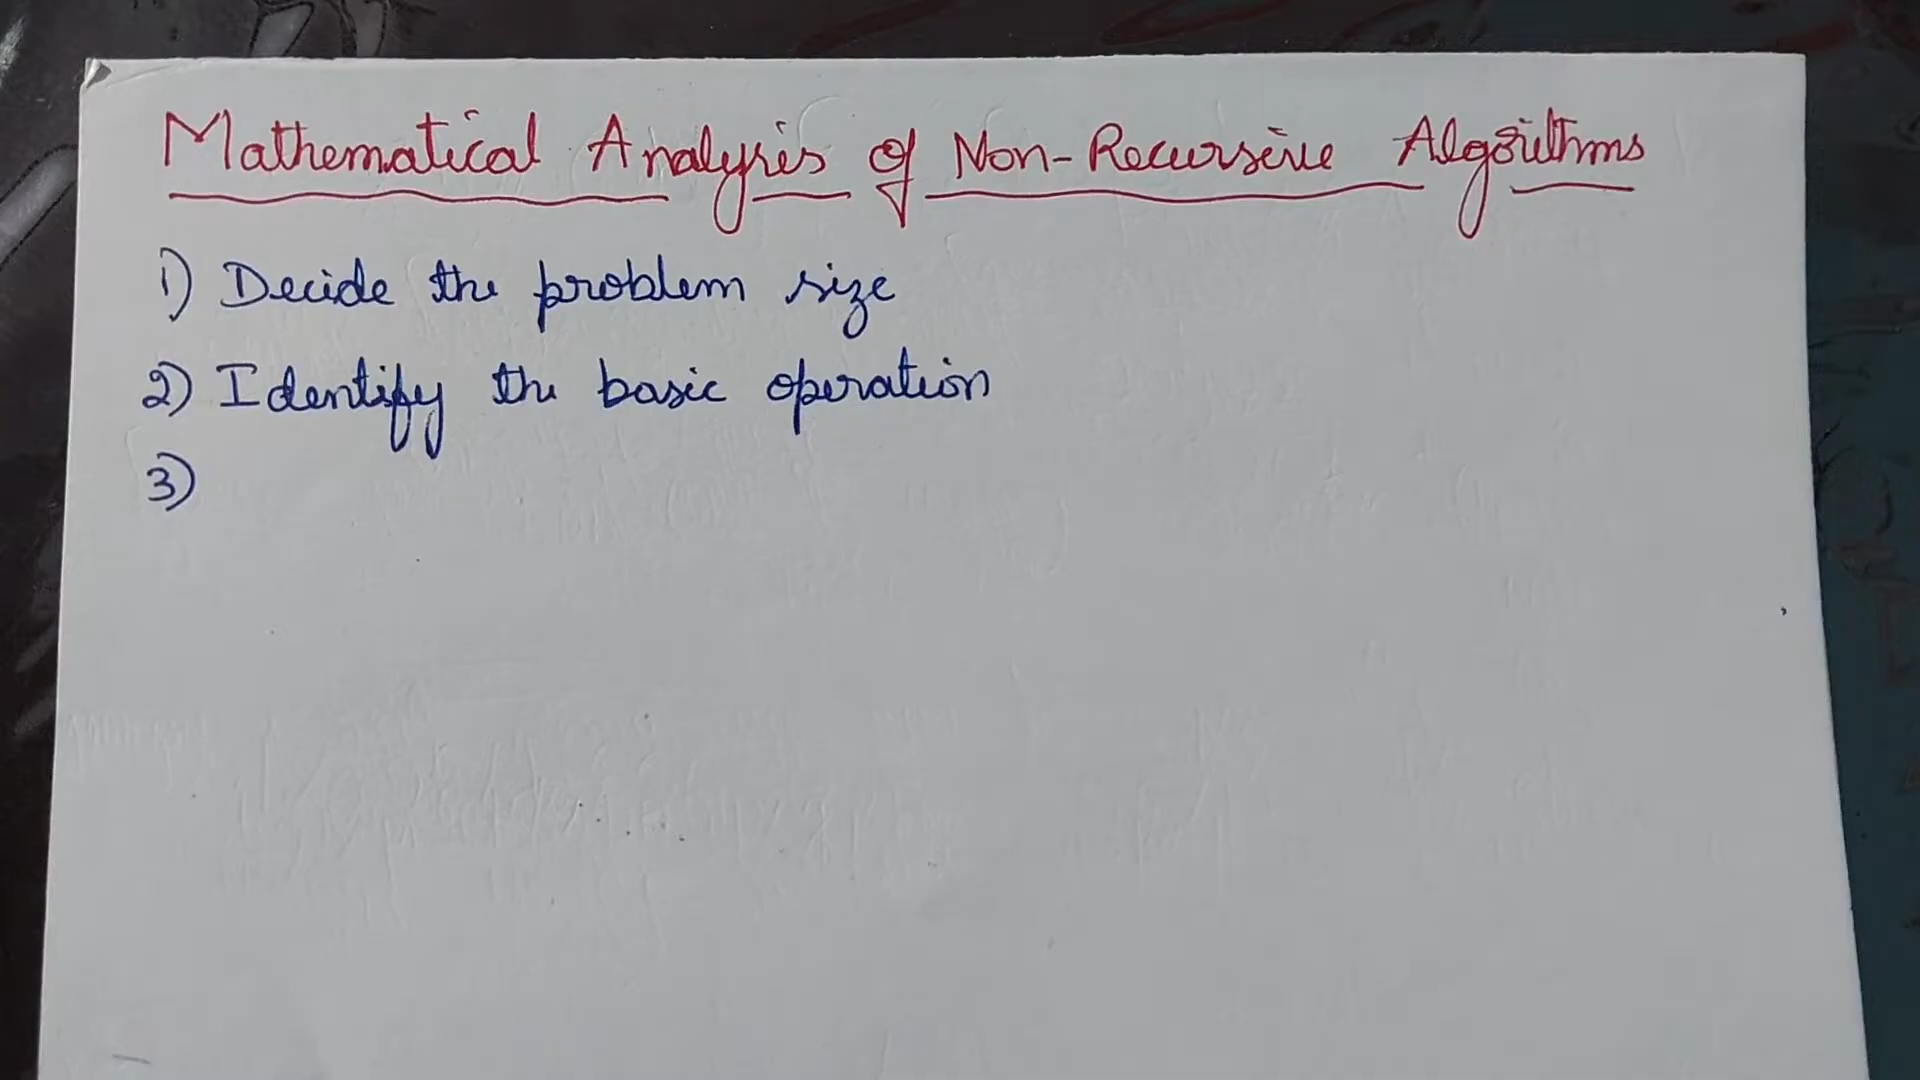 Mathematical Analysis of Non-Recursive Algorithms
1) Decide the problem size
2) Identify the basic operation
3)